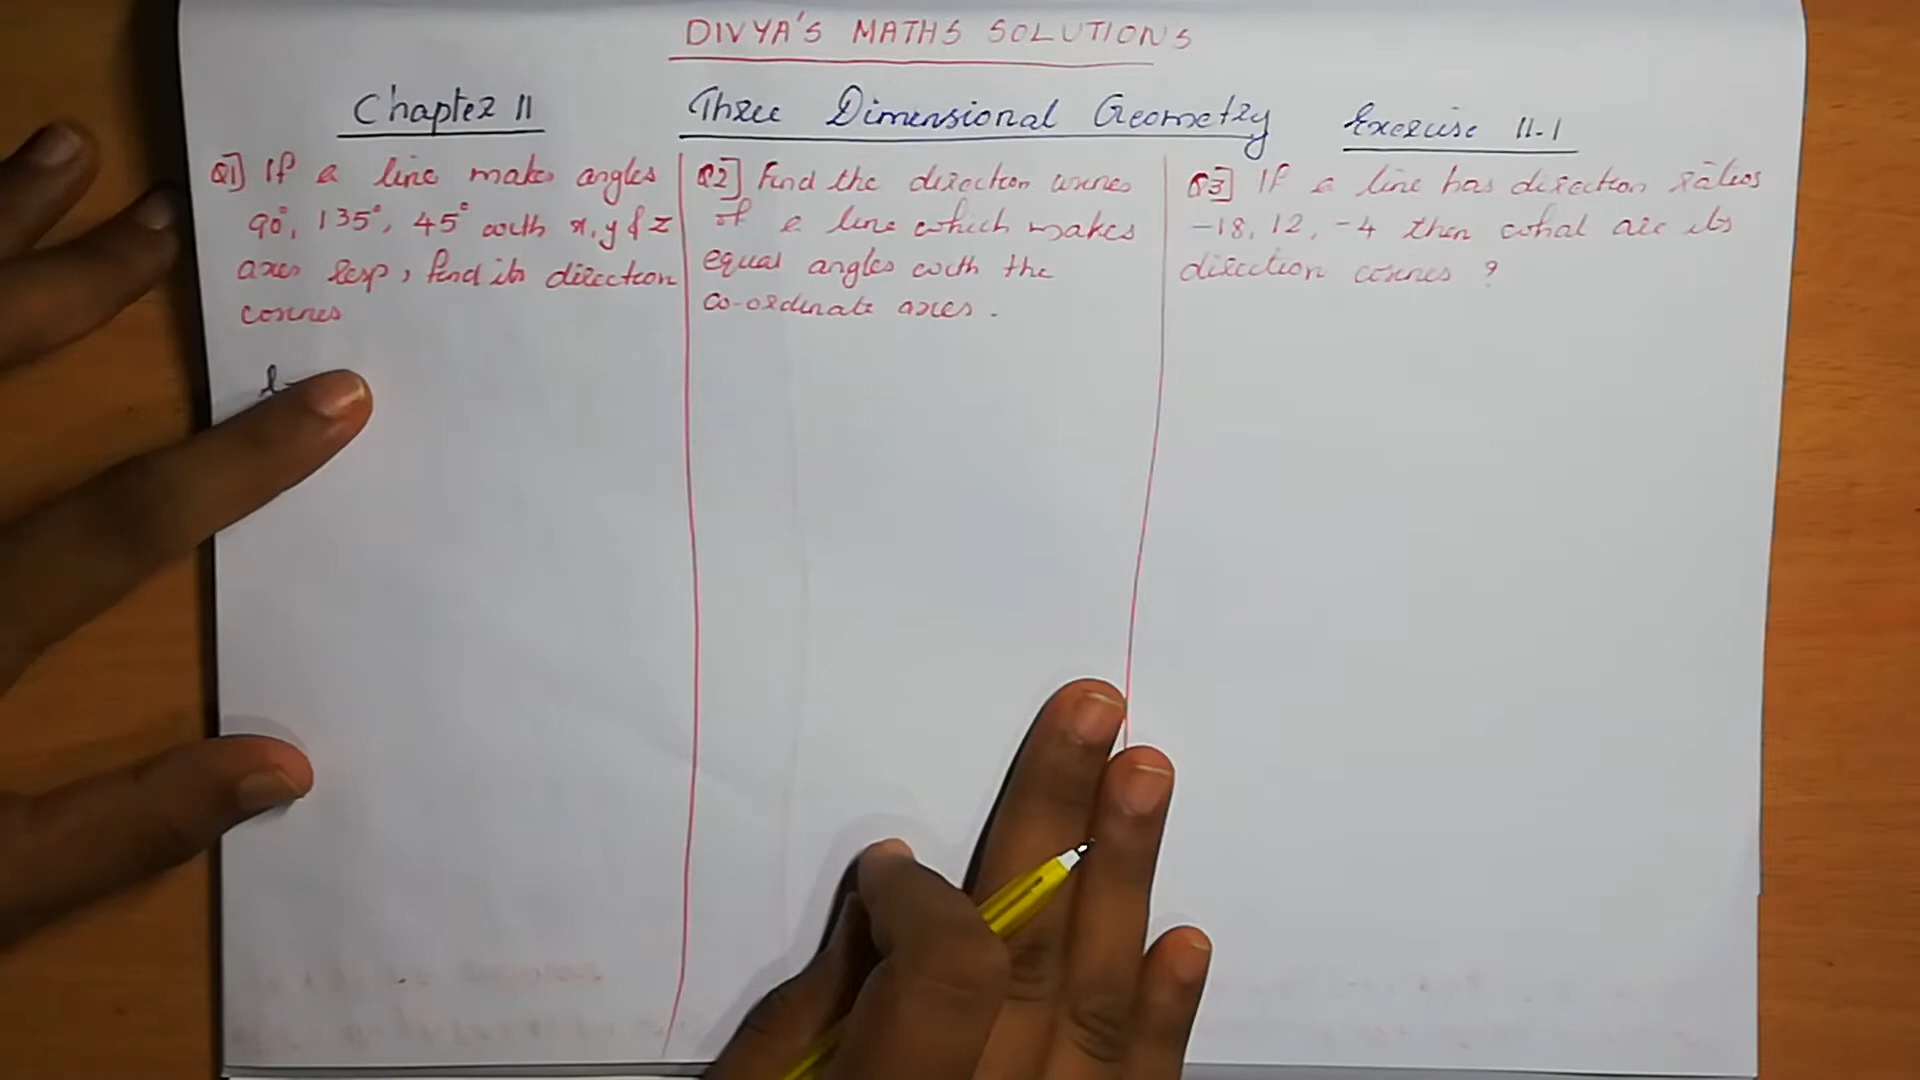 DIVYA'S MATHS SOLUTIONS
Chapter 11 Three Dimensional Geometry Exercise 11.1
Q1] If a line makes angles
90°, 135°, 45° with x, y & z
axes resp, find its direction
cosines
l
Q2] Find the direction cosines
of a line which makes
equal angles with the
co-ordinate axes.
Q3] If a line has direction ratios
-18, 12, -4 then what are its
direction cosines ?